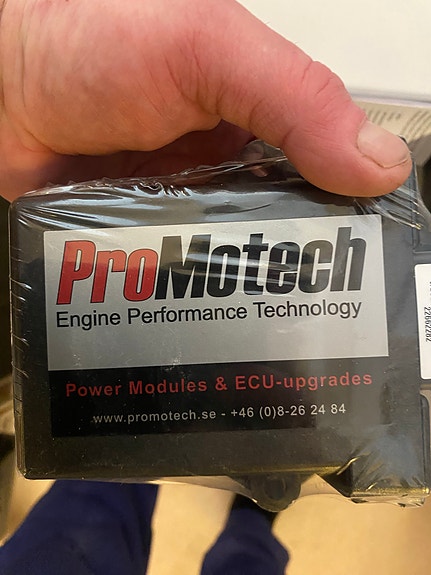 ProMotech
Engine Performance Technology
Power Modules & ECU-upgrades
www.promotech.se - +46 (0)8-26 24 84